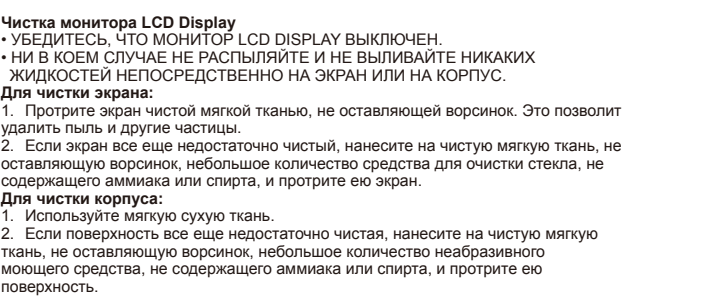 Чистка монитора LCD Display
• УБЕДИТЕСЬ, ЧТО МОНИТОР LCD DISPLAY ВЫКЛЮЧЕН.
• НИ В КОЕМ СЛУЧАЕ НЕ РАСПЫЛЯЙТЕ И НЕ ВЫЛИВАЙТЕ НИКАКИХ
ЖИДКОСТЕЙ НЕПОСРЕДСТВЕННО НА ЭКРАН ИЛИ НА КОРПУС.
Для чистки экрана:
1. Протрите экран чистой мягкой тканью, не оставляющей ворсинок. Это позволит
удалить пыль и другие частицы.
2. Если экран все еще недостаточно чистый, нанесите на чистую мягкую ткань, не
оставляющую ворсинок, небольшое количество средства для очистки стекла, не
содержащего аммиака или спирта, и протрите ею экран.
Для чистки корпуса:
1. Используйте мягкую сухую ткань.
2. Если поверхность все еще недостаточно чистая, нанесите на чистую мягкую
ткань, не оставляющую ворсинок, небольшое количество неабразивного
моющего средства, не содержащего аммиака или спирта, и протрите ею
поверхность.